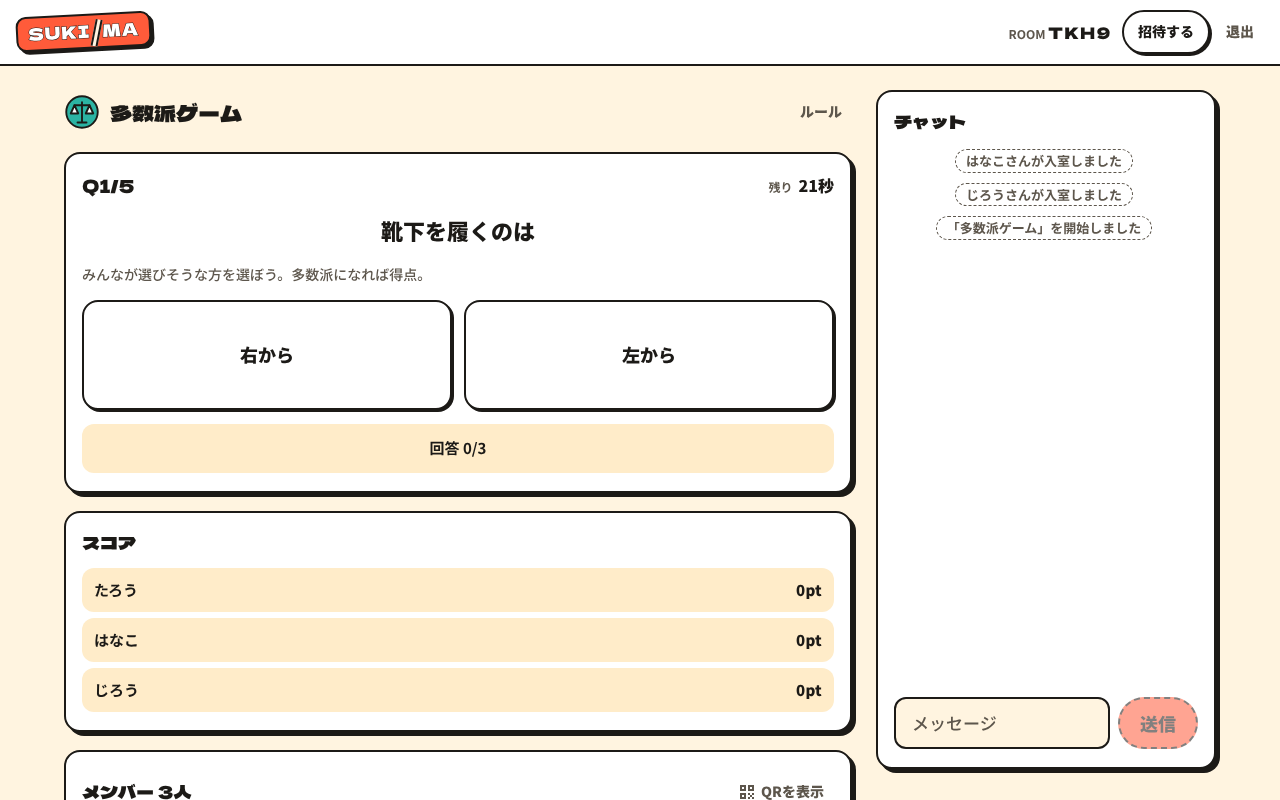 SUKI//MA
ROOM TKH9
招待する
退出
多数派ゲーム
ルール
Q1/5
残り 21秒
靴下を履くのは
みんなが選びそうな方を選ぼう。多数派になれば得点。
右から
左から
回答 0/3
スコア
たろう 0pt
はなこ 0pt
じろう 0pt
メンバー 3人
QRを表示
チャット
はなこさんが入室しました
じろうさんが入室しました
「多数派ゲーム」を開始しました
メッセージ
送信